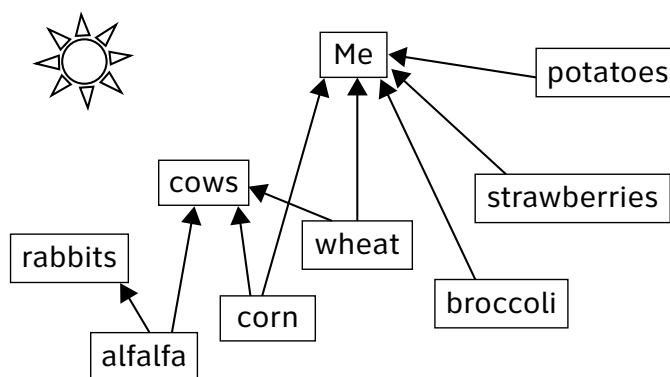 Me
potatoes
cows
strawberries
wheat
rabbits
broccoli
corn
alfalfa